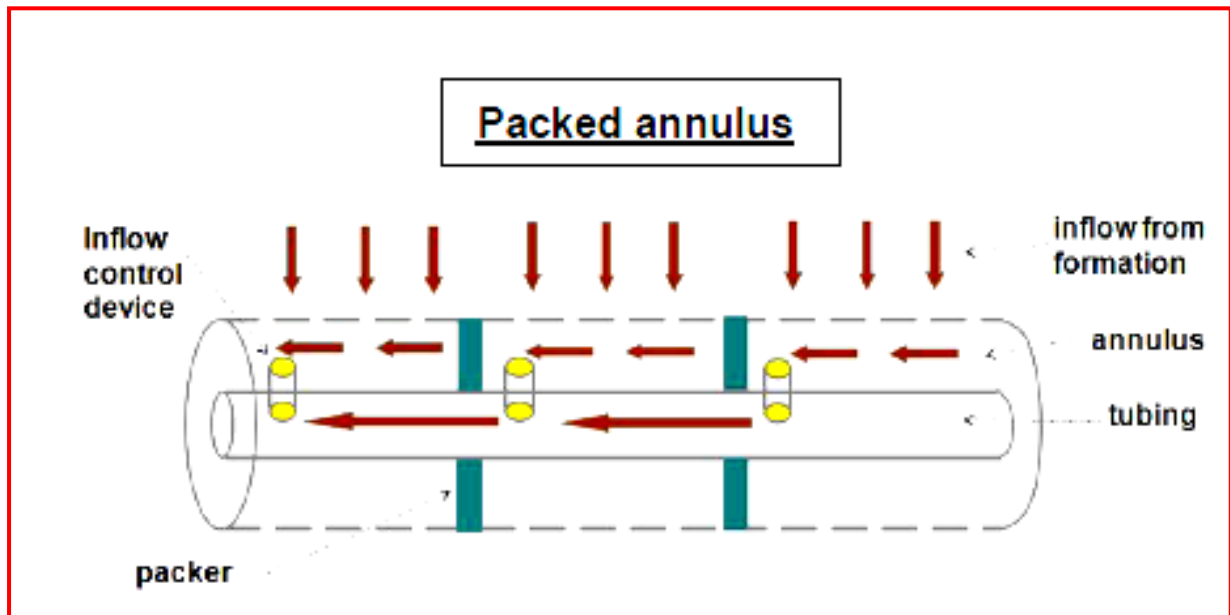 Packed annulus
Inflow
control
device
inflow from
formation
annulus
tubing
packer